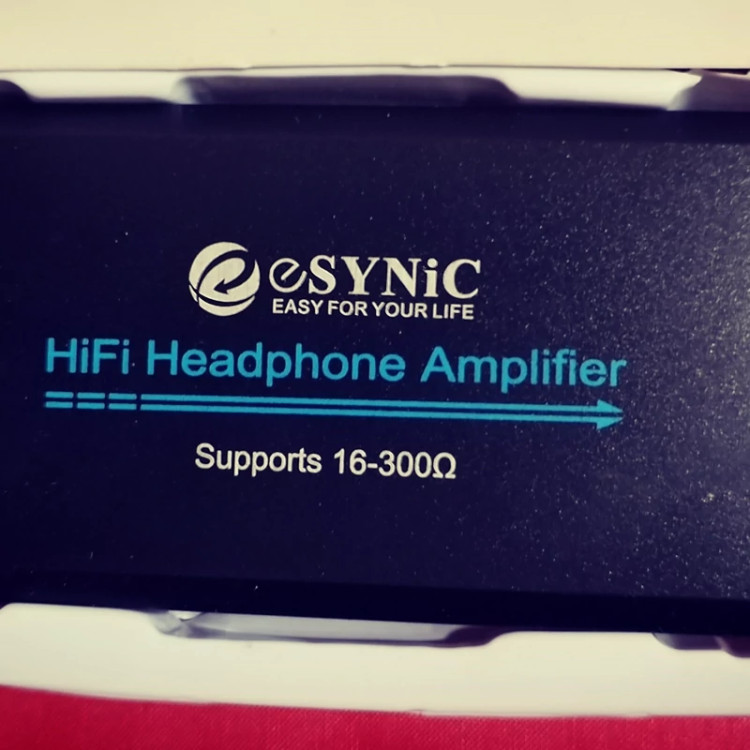 eSYNiC
EASY FOR YOUR LIFE
HiFi Headphone Amplifier
Supports 16-300Ω